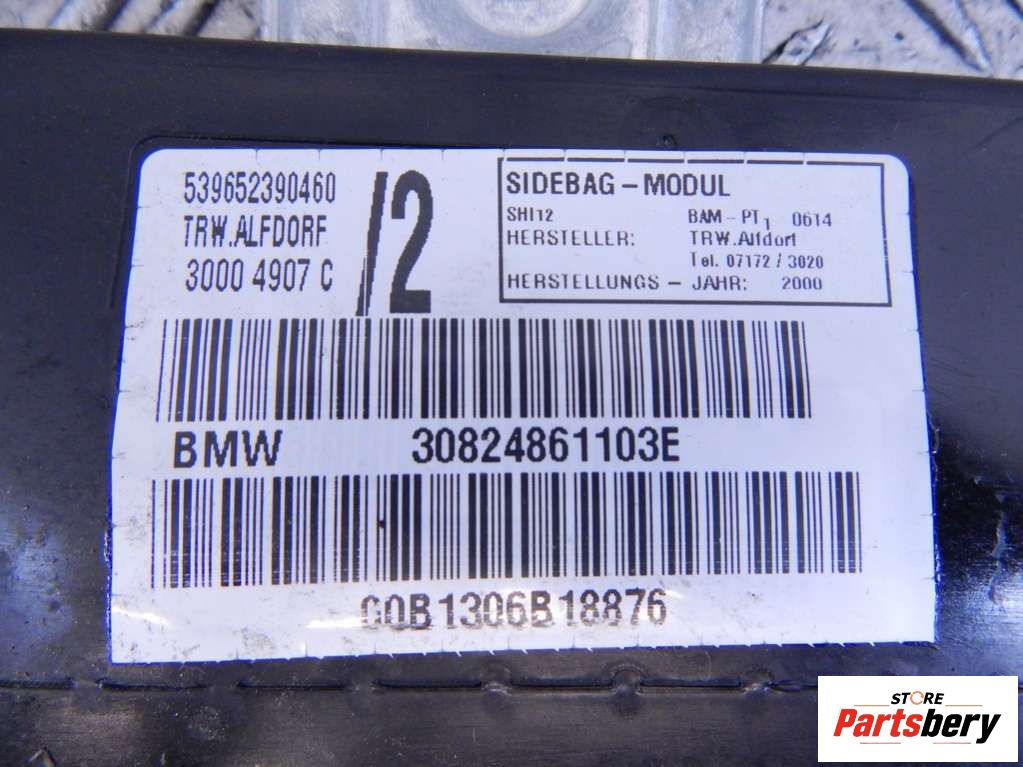 539652390460
TRW.ALFDORF
3000 4907 C
/2
SIDEBAG - MODUL
SHI12 BAM - PT1 0614
HERSTELLER: TRW.Alfdorf
Tel. 07172 / 3020
HERSTELLUNGS - JAHR: 2000
BMW 30824861103E
00B1306B18876
STORE
Partsbery